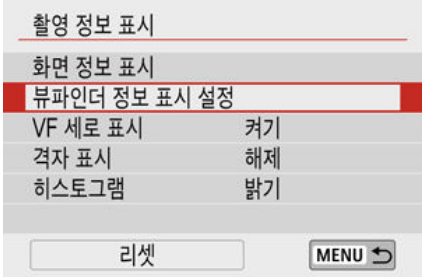 촬영 정보 표시
화면 정보 표시
뷰파인더 정보 표시 설정
VF 세로 표시 켜기
격자 표시 해제
히스토그램 밝기
리셋 MENU